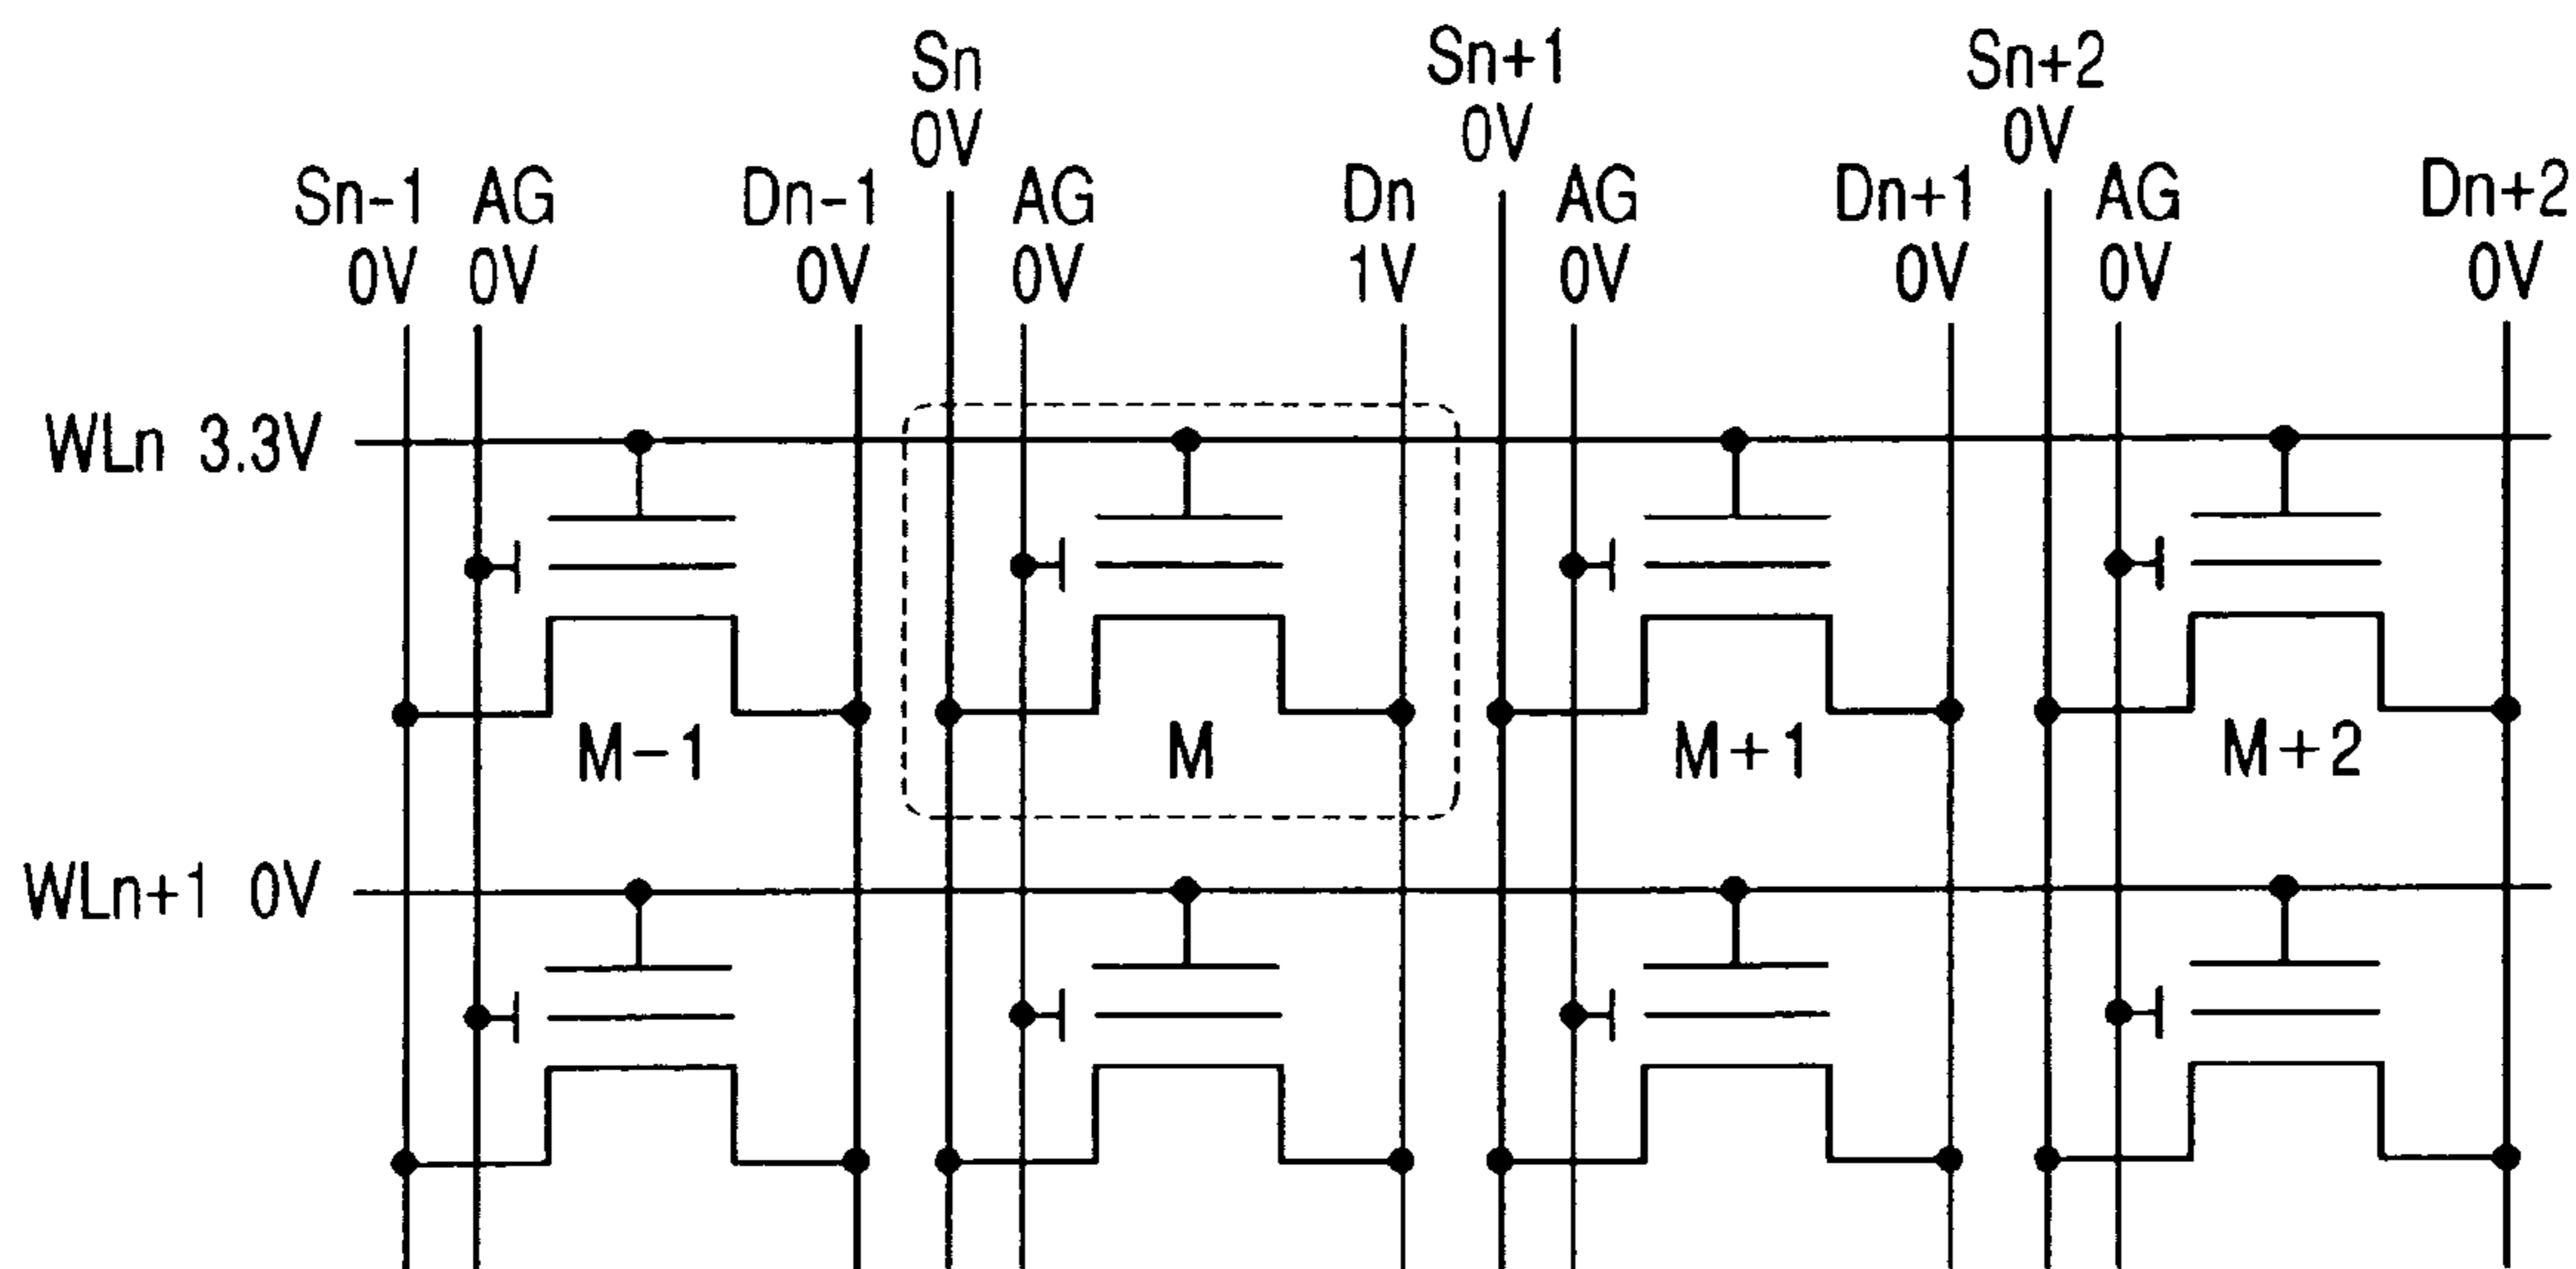 Sn
0V
Sn+1
0V
Sn+2
0V
Sn-1
0V
AG
0V
Dn-1
0V
AG
0V
Dn
1V
AG
0V
Dn+1
0V
AG
0V
Dn+2
0V
WLn 3.3V
M-1
M
M+1
M+2
WLn+1 0V